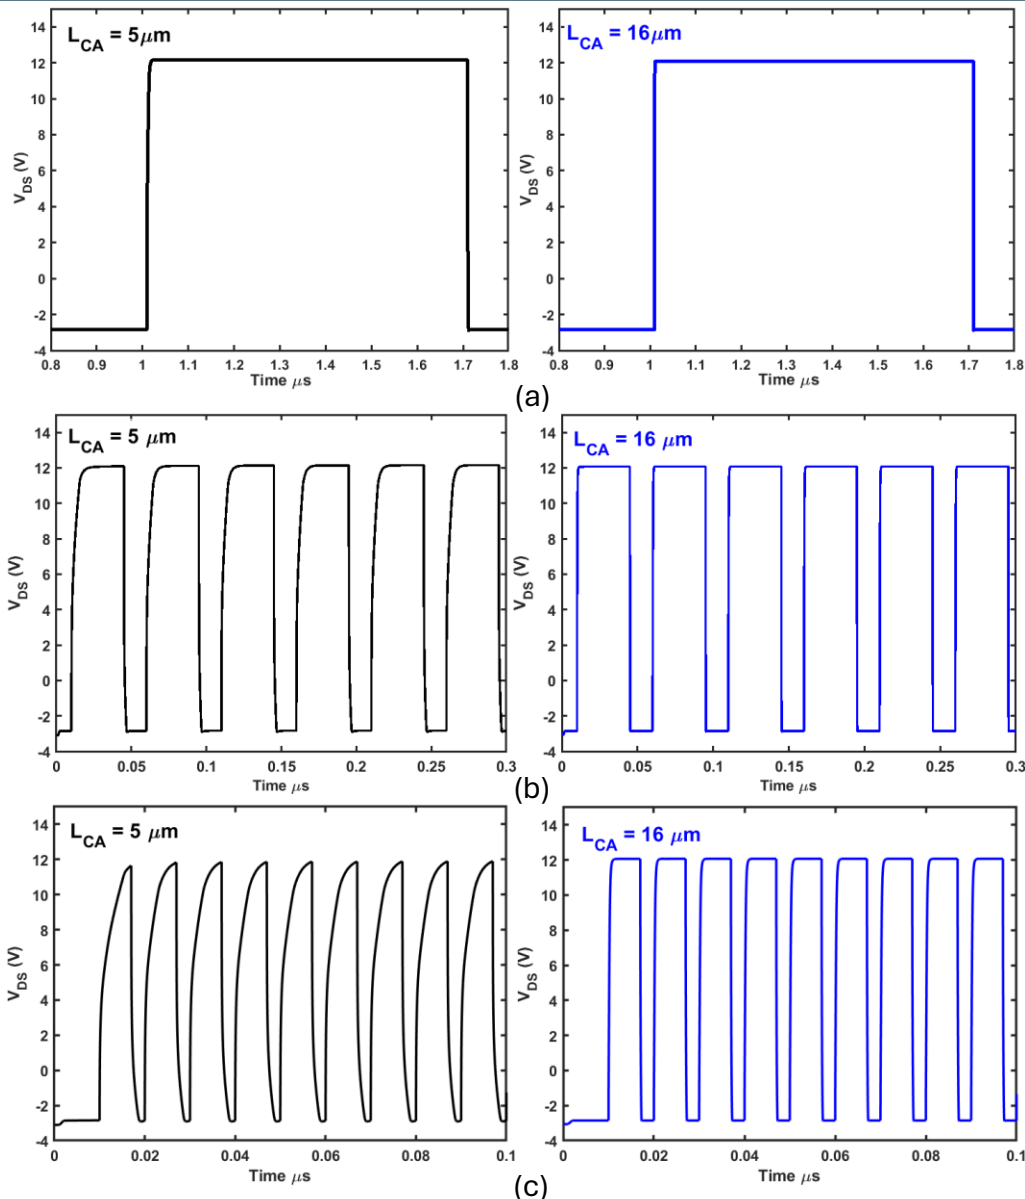 L_CA = 5μm
14
12
10
8
6
4
2
0
-2
-4
V_DS (V)
0.8 0.9 1 1.1 1.2 1.3 1.4 1.5 1.6 1.7 1.8
Time μs
L_CA = 16μm
14
12
10
8
6
4
2
0
-2
-4
V_DS (V)
0.8 0.9 1 1.1 1.2 1.3 1.4 1.5 1.6 1.7 1.8
Time μs
(a)
L_CA = 5 μm
14
12
10
8
6
4
2
0
-2
-4
V_DS (V)
0 0.05 0.1 0.15 0.2 0.25 0.3
Time μs
L_CA = 16 μm
14
12
10
8
6
4
2
0
-2
-4
V_DS (V)
0 0.05 0.1 0.15 0.2 0.25 0.3
Time μs
(b)
L_CA = 5 μm
14
12
10
8
6
4
2
0
-2
-4
V_DS (V)
0 0.02 0.04 0.06 0.08 0.1
Time μs
L_CA = 16 μm
14
12
10
8
6
4
2
0
-2
-4
V_DS (V)
0 0.02 0.04 0.06 0.08 0.1
Time μs
(c)